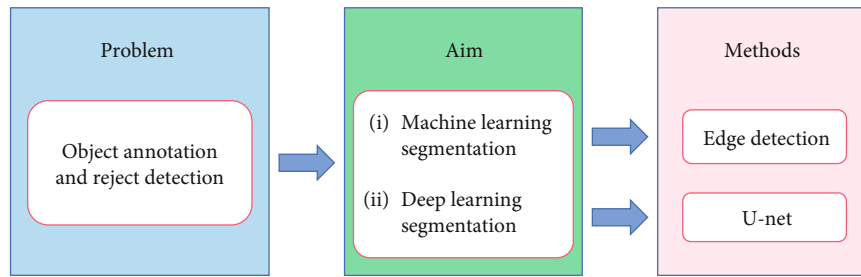 Problem
Object annotation
and reject detection
Aim
(i) Machine learning
segmentation
(ii) Deep learning
segmentation
Methods
Edge detection
U-net